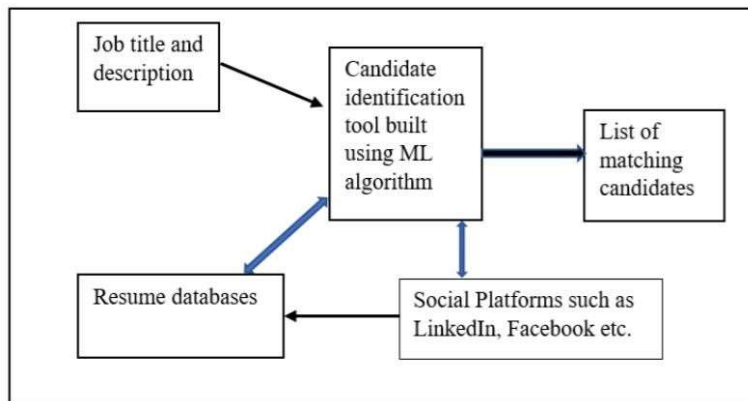 Job title and
description
Candidate
identification
tool built
using ML
algorithm
List of
matching
candidates
Resume databases
Social Platforms such as
LinkedIn, Facebook etc.